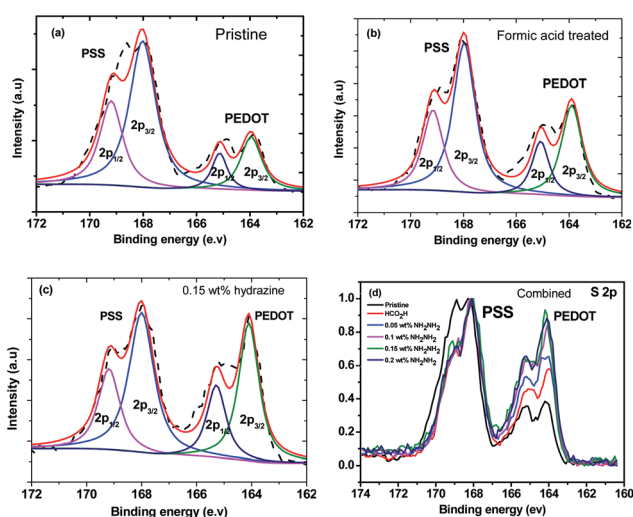 (a)
Pristine
PSS
PEDOT
2p1/2
2p3/2
2p1/2
2p3/2
Intensity (a.u)
172 170 168 166 164 162
Binding energy (e.v)
(b)
Formic acid treated
PSS
PEDOT
2p1/2
2p3/2
2p1/2
2p3/2
Intensity (a.u)
172 170 168 166 164 162
Binding energy (e.v)
(c)
0.15 wt% hydrazine
PSS
PEDOT
2p1/2
2p3/2
2p1/2
2p3/2
Intensity (a.u)
172 170 168 166 164 162
Binding energy (e.v)
(d)
Combined
S 2p
Pristine
HCO2H
0.05 wt% NH2NH2
0.1 wt% NH2NH2
0.15 wt% NH2NH2
0.2 wt% NH2NH2
PSS
PEDOT
Intensity (a.u)
1.0
0.8
0.6
0.4
0.2
0.0
174 172 170 168 166 164 162 160
Binding energy (ev)